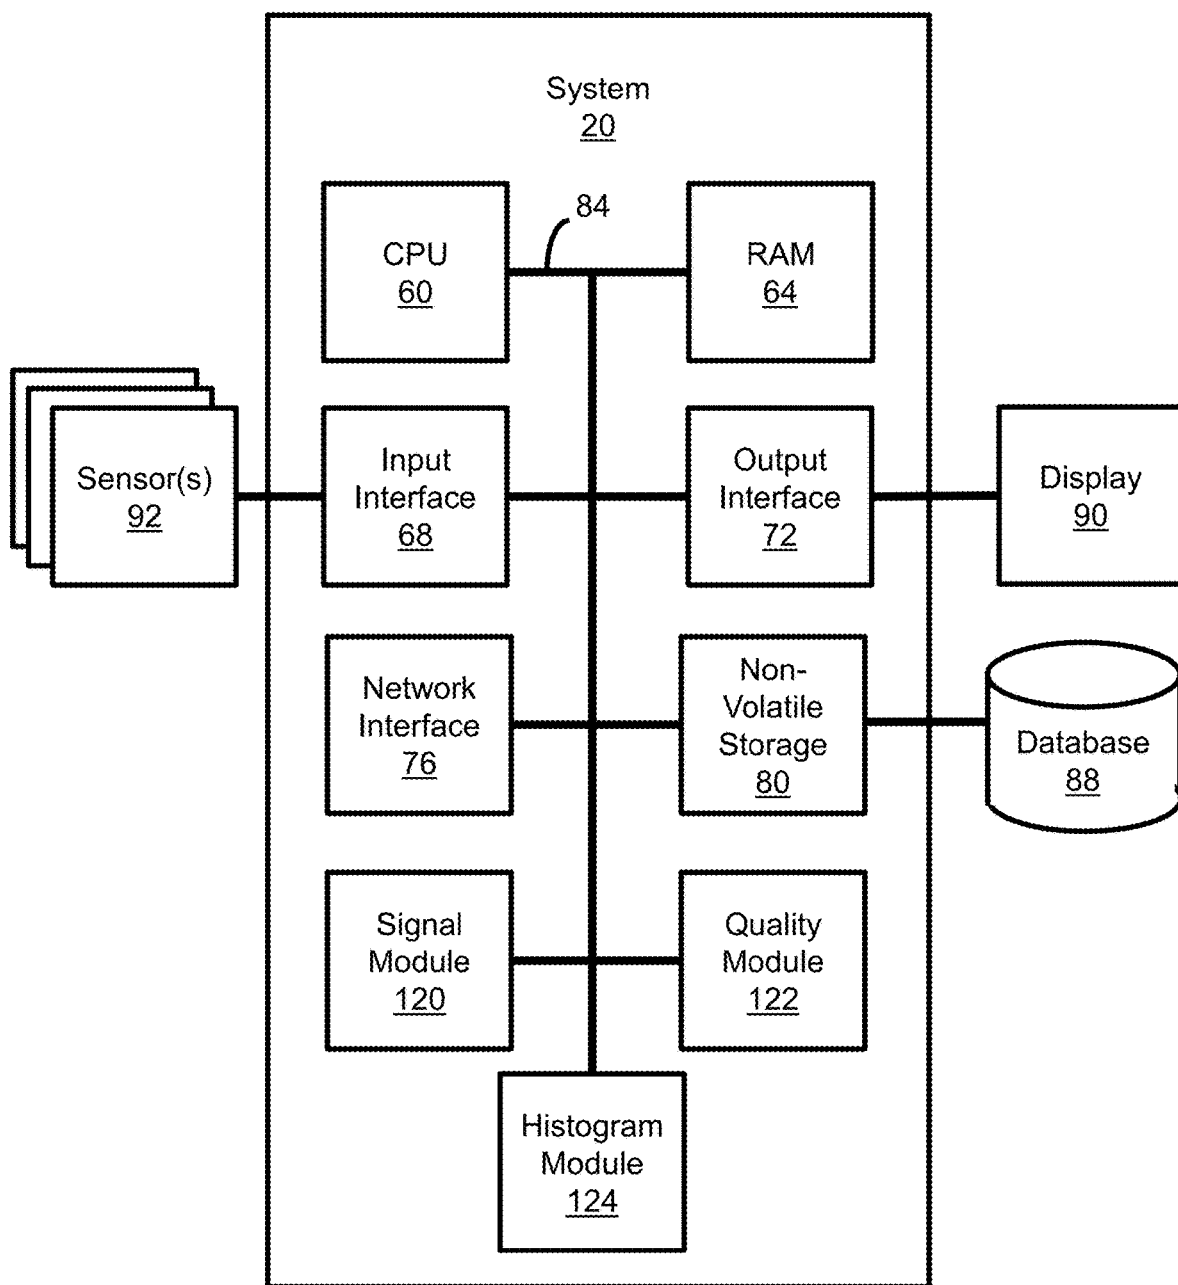 System
20
84
CPU
60
RAM
64
Sensor(s)
92
Input
Interface
68
Output
Interface
72
Display
90
Network
Interface
76
Non-
Volatile
Storage
80
Database
88
Signal
Module
120
Quality
Module
122
Histogram
Module
124